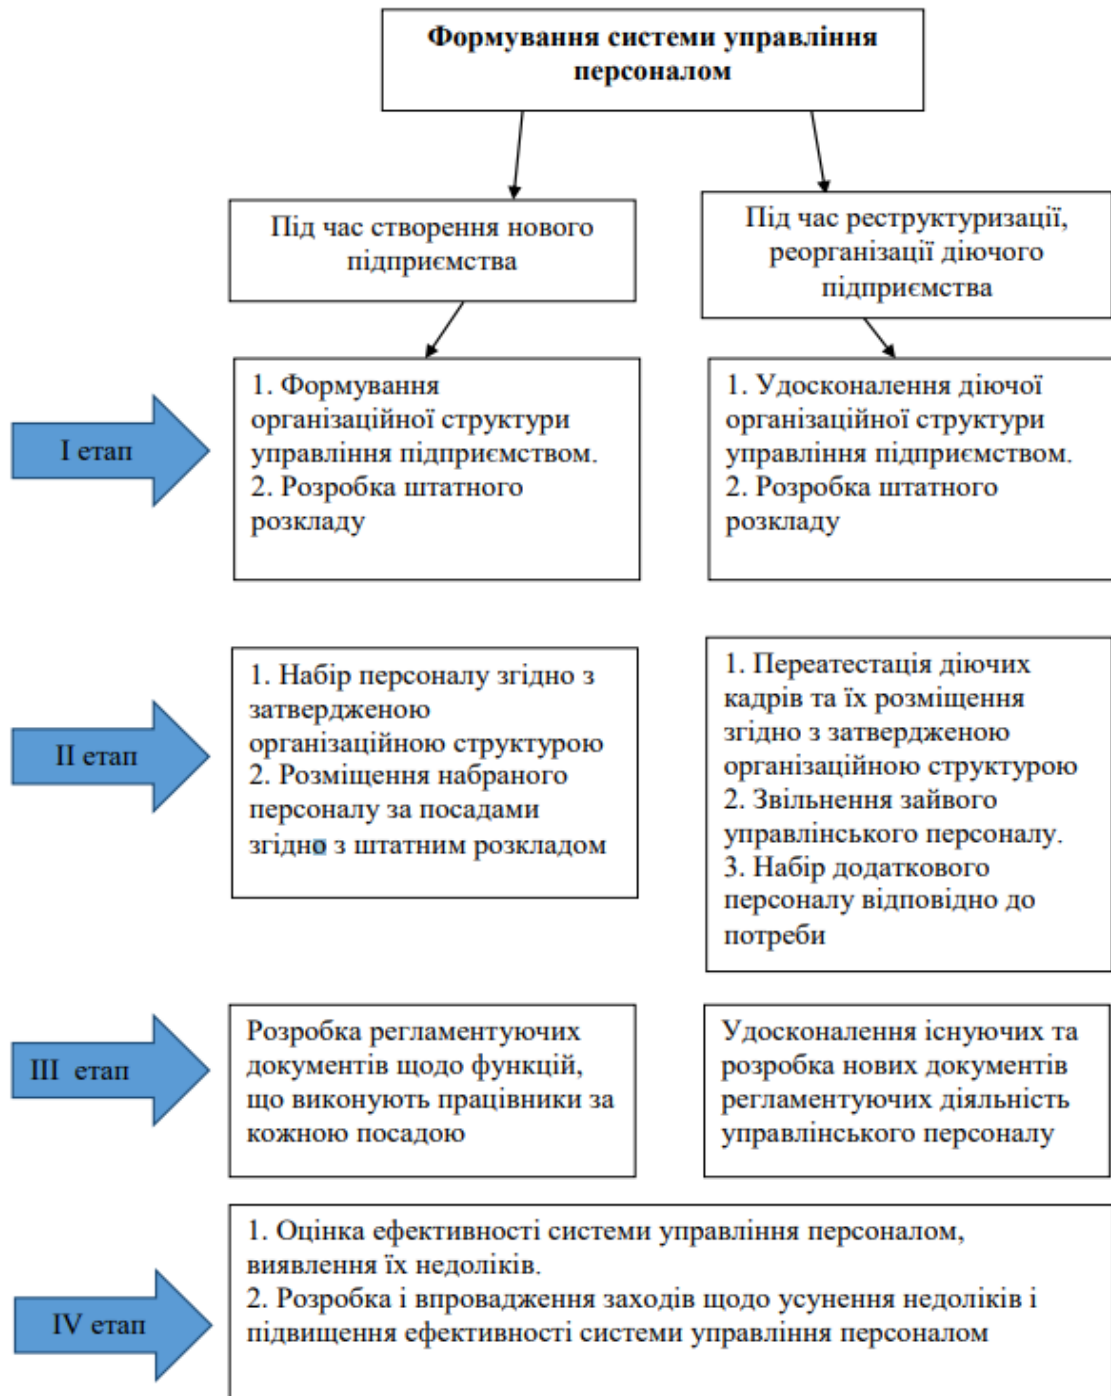 Формування системи управління
персоналом
Під час створення нового
підприємства
Під час реструктуризації,
реорганізації діючого
підприємства
І етап
1. Формування
організаційної структури
управління підприємством.
2. Розробка штатного
розкладу
1. Удосконалення діючої
організаційної структури
управління підприємством.
2. Розробка штатного
розкладу
ІІ етап
1. Набір персоналу згідно з
затвердженою
організаційною структурою
2. Розміщення набраного
персоналу за посадами
згідно з штатним розкладом
1. Переатестація діючих
кадрів та їх розміщення
згідно з затвердженою
організаційною структурою
2. Звільнення зайвого
управлінського персоналу.
3. Набір додаткового
персоналу відповідно до
потреби
ІІІ етап
Розробка регламентуючих
документів щодо функцій,
що виконують працівники за
кожною посадою
Удосконалення існуючих та
розробка нових документів
регламентуючих діяльність
управлінського персоналу
IV етап
1. Оцінка ефективності системи управління персоналом,
виявлення їх недоліків.
2. Розробка і впровадження заходів щодо усунення недоліків і
підвищення ефективності системи управління персоналом